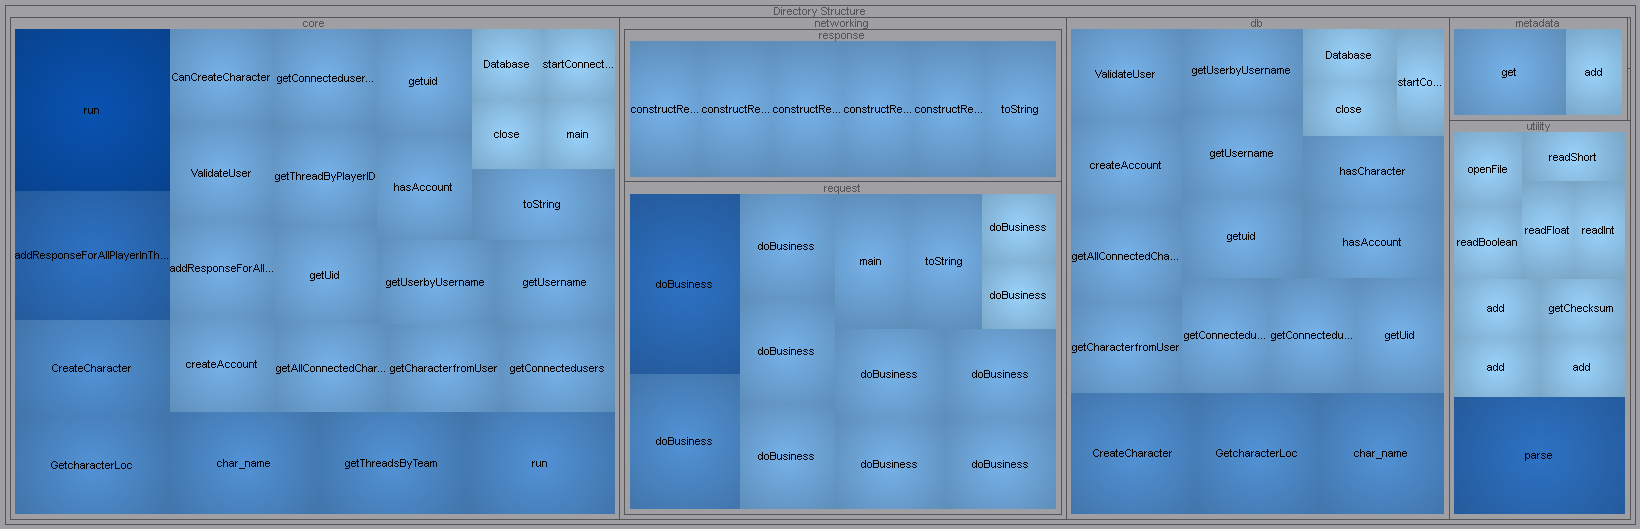 Directory Structure
core
run
CanCreateCharacter
getConnecteduser...
getuid
Database
startConnect...
close
main
ValidateUser
getThreadByPlayerID
hasAccount
toString
addResponseForAllPlayerInTh...
addResponseForAll...
getUid
getUserbyUsername
getUsername
CreateCharacter
createAccount
getAllConnectedChar...
getCharacterfromUser
getConnectedusers
GetcharacterLoc
char_name
getThreadsByTeam
run
networking
response
constructRe...
constructRe...
constructRe...
constructRe...
constructRe...
toString
request
doBusiness
doBusiness
doBusiness
doBusiness
doBusiness
main
toString
doBusiness
doBusiness
doBusiness
doBusiness
doBusiness
doBusiness
db
ValidateUser
getUserbyUsername
Database
close
startCo...
createAccount
getUsername
hasCharacter
getAllConnectedCha...
getuid
hasAccount
getCharacterfromUser
getConnectedu...
getConnectedu...
getUid
CreateCharacter
GetcharacterLoc
char_name
metadata
get
add
utility
openFile
readShort
readBoolean
readFloat
readInt
add
getChecksum
add
add
parse